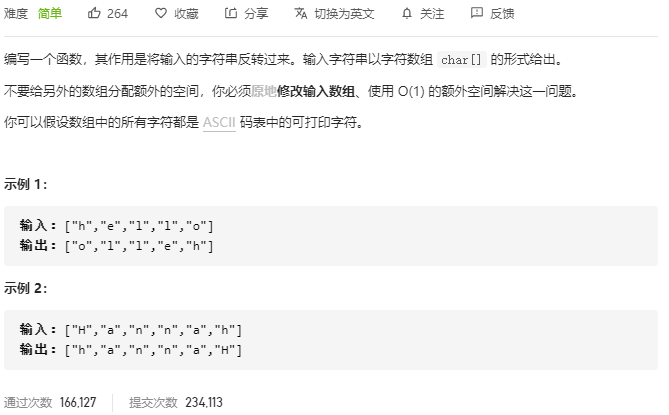 难度 简单 264 收藏 分享 切换为英文 关注 反馈
编写一个函数，其作用是将输入的字符串反转过来。输入字符串以字符数组 char[] 的形式给出。
不要给另外的数组分配额外的空间，你必须原地修改输入数组、使用 O(1) 的额外空间解决这一问题。
你可以假设数组中的所有字符都是 ASCII 码表中的可打印字符。
示例 1：
输入：["h","e","l","l","o"]
输出：["o","l","l","e","h"]
示例 2：
输入：["H","a","n","n","a","h"]
输出：["h","a","n","n","a","H"]
通过次数 166,127 提交次数 234,113